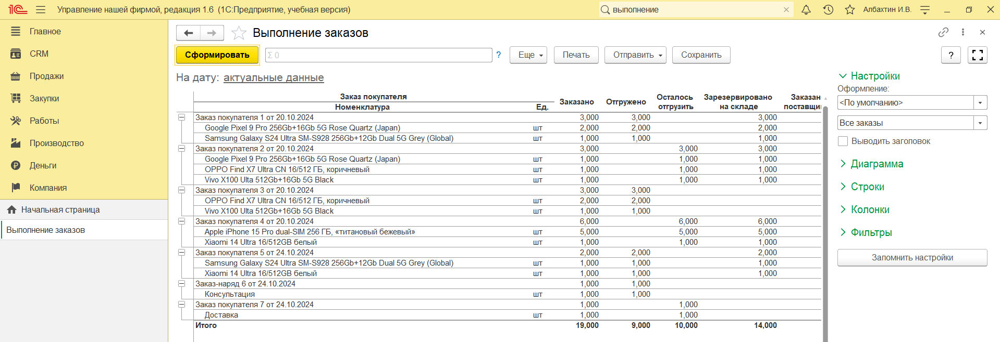 1С Управление нашей фирмой, редакция 1.6 (1С:Предприятие, учебная версия) выполнение Албахтин И.В.
Главное
CRM
Продажи
Закупки
Работы
Производство
Деньги
Компания
Начальная страница
Выполнение заказов
Выполнение заказов
Сформировать Σ 0 ? Еще Печать Отправить Сохранить ?
На дату: актуальные данные
Заказ покупателя
Номенклатура Ед. Заказано Отгружено Осталось отгрузить Зарезервировано на складе Заказан поставщи
Заказ покупателя 1 от 20.10.2024 3,000 3,000 3,000
Google Pixel 9 Pro 256Gb+16Gb 5G Rose Quartz (Japan) шт 2,000 2,000 2,000
Samsung Galaxy S24 Ultra SM-S928 256Gb+12Gb Dual 5G Grey (Global) шт 1,000 1,000 1,000
Заказ покупателя 2 от 20.10.2024 3,000 3,000 3,000
Google Pixel 9 Pro 256Gb+16Gb 5G Rose Quartz (Japan) шт 1,000 1,000 1,000
OPPO Find X7 Ultra CN 16/512 ГБ, коричневый шт 1,000 1,000 1,000
Vivo X100 Ulta 512Gb+16Gb 5G Black шт 1,000 1,000 1,000
Заказ покупателя 3 от 20.10.2024 3,000 3,000
OPPO Find X7 Ultra CN 16/512 ГБ, коричневый шт 2,000 2,000
Vivo X100 Ulta 512Gb+16Gb 5G Black шт 1,000 1,000
Заказ покупателя 4 от 20.10.2024 6,000 6,000 6,000
Apple iPhone 15 Pro dual-SIM 256 ГБ, «титановый бежевый» шт 5,000 5,000 5,000
Xiaomi 14 Ultra 16/512GB белый шт 1,000 1,000 1,000
Заказ покупателя 5 от 24.10.2024 2,000 2,000 2,000
Samsung Galaxy S24 Ultra SM-S928 256Gb+12Gb Dual 5G Grey (Global) шт 1,000 1,000 1,000
Xiaomi 14 Ultra 16/512GB белый шт 1,000 1,000 1,000
Заказ-наряд 6 от 24.10.2024 1,000 1,000
Консультация шт 1,000 1,000
Заказ покупателя 7 от 24.10.2024 1,000 1,000
Доставка шт 1,000 1,000
Итого 19,000 9,000 10,000 14,000
Настройки
Оформление:
<По умолчанию>
Все заказы
Выводить заголовок
Диаграмма
Строки
Колонки
Фильтры
Запомнить настройки